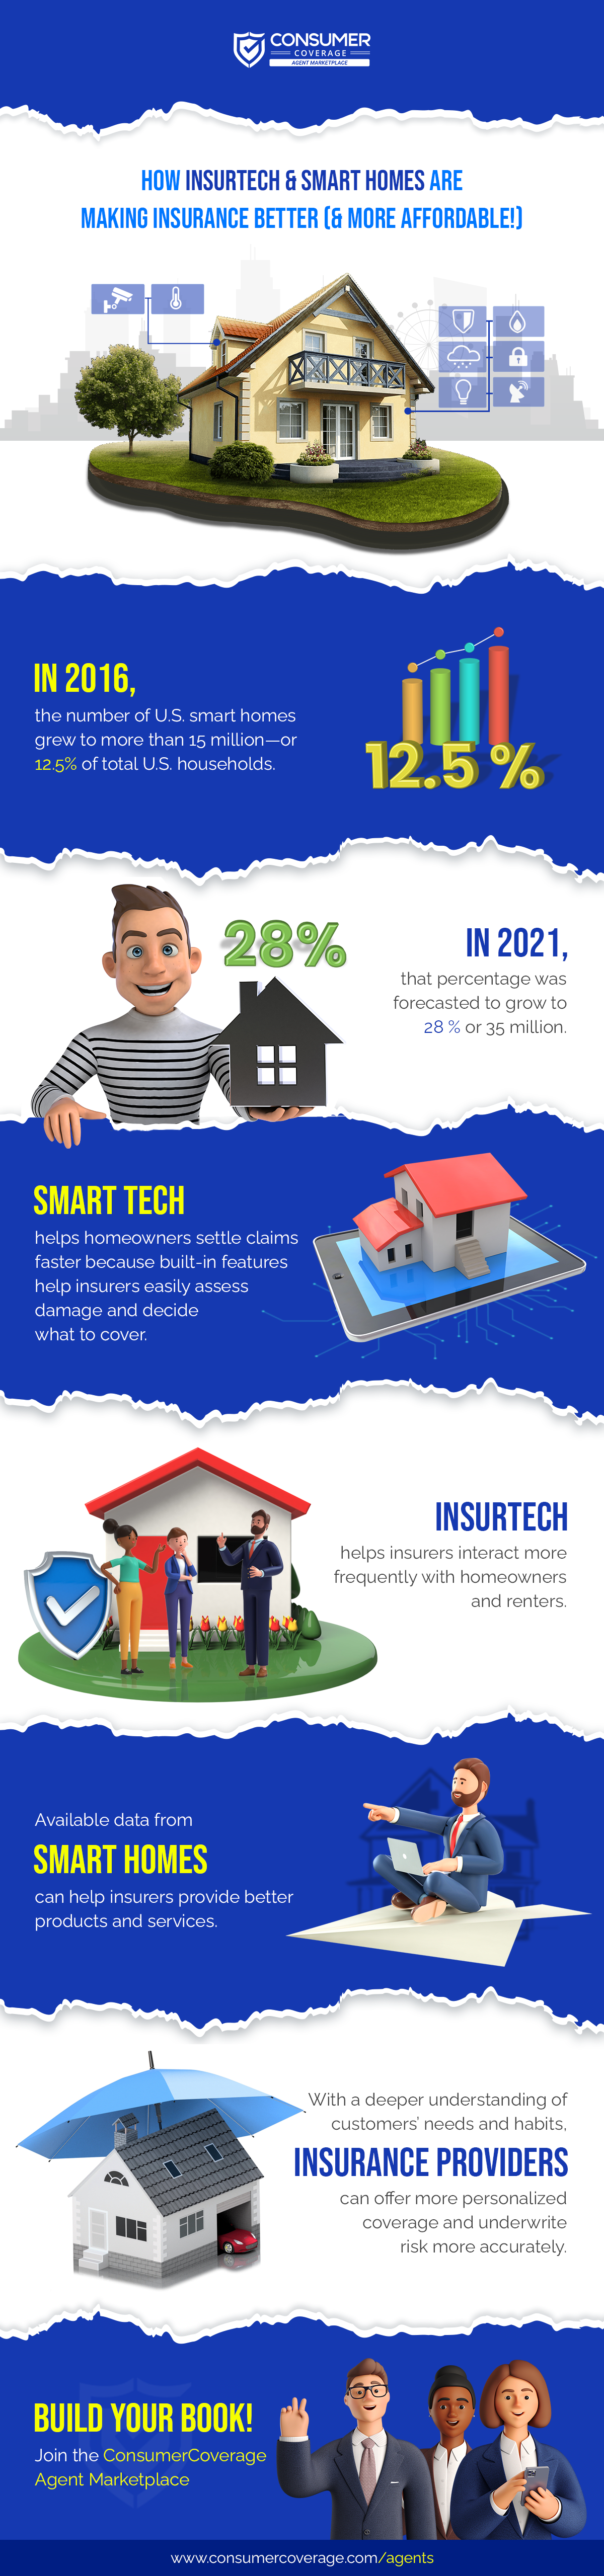 CONSUMER
COVERAGE
AGENT MARKETPLACE
HOW INSURTECH & SMART HOMES ARE
MAKING INSURANCE BETTER (& MORE AFFORDABLE!)
IN 2016,
the number of U.S. smart homes
grew to more than 15 million—or
12.5% of total U.S. households.
12.5 %
28%
IN 2021,
that percentage was
forecasted to grow to
28 % or 35 million.
SMART TECH
helps homeowners settle claims
faster because built-in features
help insurers easily assess
damage and decide
what to cover.
INSURTECH
helps insurers interact more
frequently with homeowners
and renters.
Available data from
SMART HOMES
can help insurers provide better
products and services.
With a deeper understanding of
customers' needs and habits,
INSURANCE PROVIDERS
can offer more personalized
coverage and underwrite
risk more accurately.
BUILD YOUR BOOK!
Join the ConsumerCoverage
Agent Marketplace
www.consumercoverage.com/agents